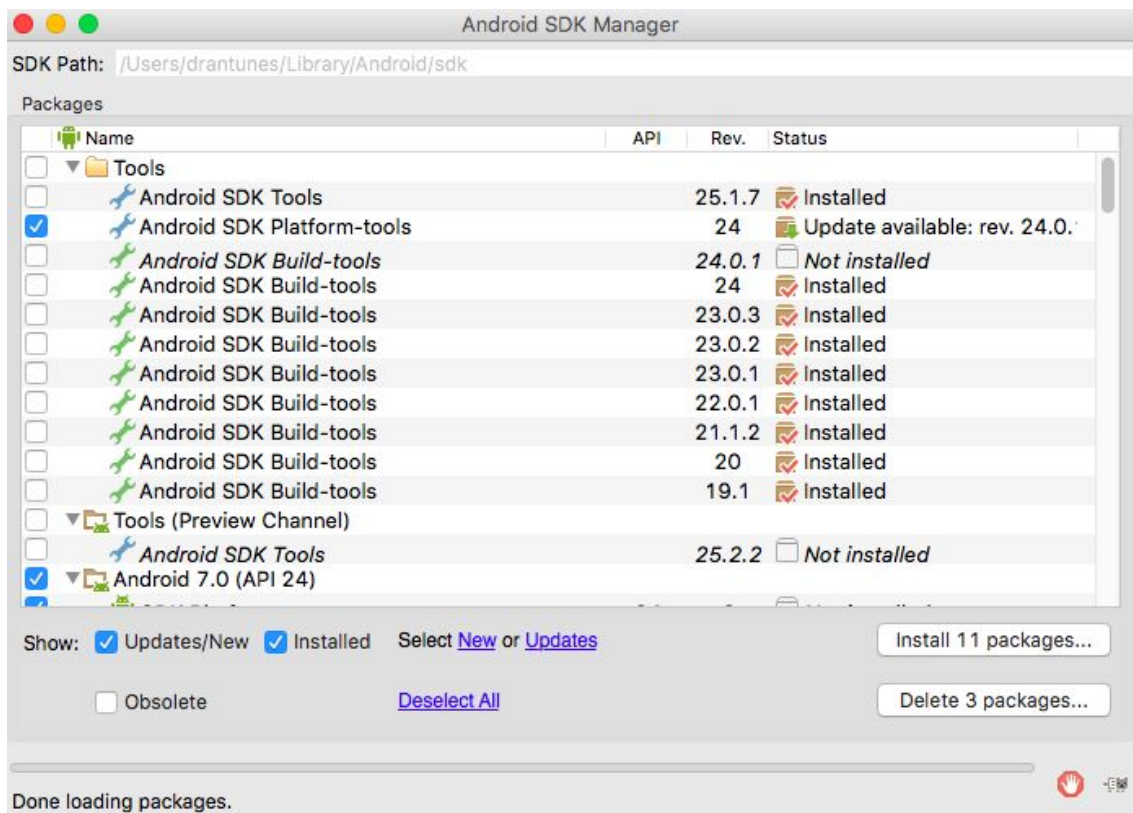 Android SDK Manager
SDK Path: /Users/drantunes/Library/Android/sdk
Packages
Name API Rev. Status
Tools
Android SDK Tools 25.1.7 Installed
Android SDK Platform-tools 24 Update available: rev. 24.0.
Android SDK Build-tools 24.0.1 Not installed
Android SDK Build-tools 24 Installed
Android SDK Build-tools 23.0.3 Installed
Android SDK Build-tools 23.0.2 Installed
Android SDK Build-tools 23.0.1 Installed
Android SDK Build-tools 22.0.1 Installed
Android SDK Build-tools 21.1.2 Installed
Android SDK Build-tools 20 Installed
Android SDK Build-tools 19.1 Installed
Tools (Preview Channel)
Android SDK Tools 25.2.2 Not installed
Android 7.0 (API 24)
Show: Updates/New Installed Select New or Updates Install 11 packages...
Obsolete Deselect All Delete 3 packages...
Done loading packages.